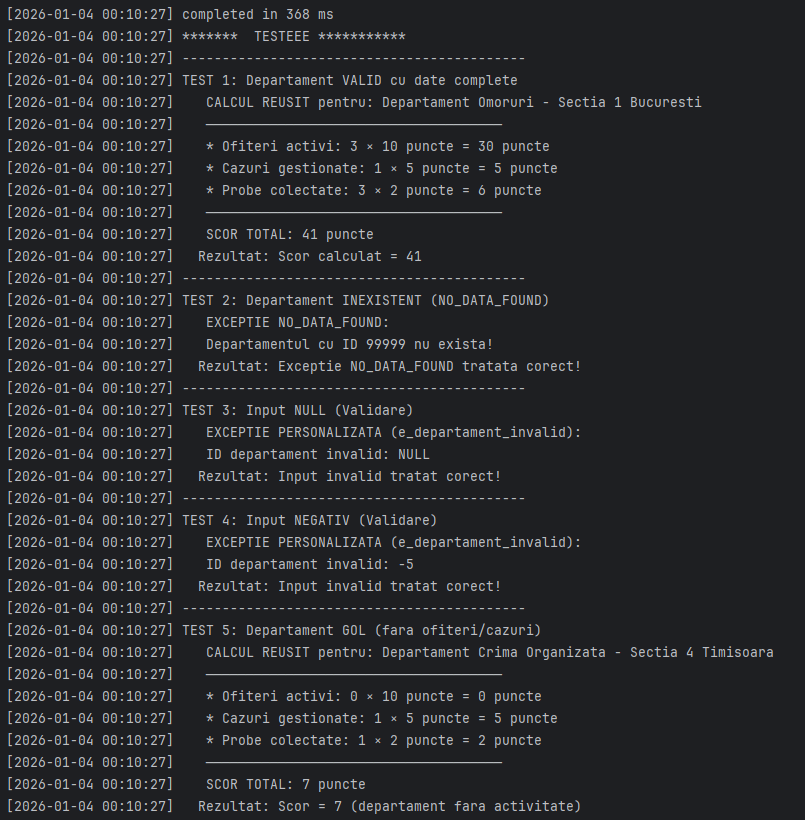 [2026-01-04 00:10:27] completed in 368 ms
[2026-01-04 00:10:27] *******  TESTEEE ***********
[2026-01-04 00:10:27] -------------------------------------------
[2026-01-04 00:10:27] TEST 1: Departament VALID cu date complete
[2026-01-04 00:10:27]    CALCUL REUSIT pentru: Departament Omoruri - Sectia 1 Bucuresti
[2026-01-04 00:10:27]    ─────────────────────────────────────
[2026-01-04 00:10:27]    * Ofiteri activi: 3 × 10 puncte = 30 puncte
[2026-01-04 00:10:27]    * Cazuri gestionate: 1 × 5 puncte = 5 puncte
[2026-01-04 00:10:27]    * Probe colectate: 3 × 2 puncte = 6 puncte
[2026-01-04 00:10:27]    ─────────────────────────────────────
[2026-01-04 00:10:27]    SCOR TOTAL: 41 puncte
[2026-01-04 00:10:27]   Rezultat: Scor calculat = 41
[2026-01-04 00:10:27] -------------------------------------------
[2026-01-04 00:10:27] TEST 2: Departament INEXISTENT (NO_DATA_FOUND)
[2026-01-04 00:10:27]    EXCEPTIE NO_DATA_FOUND:
[2026-01-04 00:10:27]    Departamentul cu ID 99999 nu exista!
[2026-01-04 00:10:27]   Rezultat: Exceptie NO_DATA_FOUND tratata corect!
[2026-01-04 00:10:27] -------------------------------------------
[2026-01-04 00:10:27] TEST 3: Input NULL (Validare)
[2026-01-04 00:10:27]    EXCEPTIE PERSONALIZATA (e_departament_invalid):
[2026-01-04 00:10:27]    ID departament invalid: NULL
[2026-01-04 00:10:27]   Rezultat: Input invalid tratat corect!
[2026-01-04 00:10:27] -------------------------------------------
[2026-01-04 00:10:27] TEST 4: Input NEGATIV (Validare)
[2026-01-04 00:10:27]    EXCEPTIE PERSONALIZATA (e_departament_invalid):
[2026-01-04 00:10:27]    ID departament invalid: -5
[2026-01-04 00:10:27]   Rezultat: Input invalid tratat corect!
[2026-01-04 00:10:27] -------------------------------------------
[2026-01-04 00:10:27] TEST 5: Departament GOL (fara ofiteri/cazuri)
[2026-01-04 00:10:27]    CALCUL REUSIT pentru: Departament Crima Organizata - Sectia 4 Timisoara
[2026-01-04 00:10:27]    ─────────────────────────────────────
[2026-01-04 00:10:27]    * Ofiteri activi: 0 × 10 puncte = 0 puncte
[2026-01-04 00:10:27]    * Cazuri gestionate: 1 × 5 puncte = 5 puncte
[2026-01-04 00:10:27]    * Probe colectate: 1 × 2 puncte = 2 puncte
[2026-01-04 00:10:27]    ─────────────────────────────────────
[2026-01-04 00:10:27]    SCOR TOTAL: 7 puncte
[2026-01-04 00:10:27]   Rezultat: Scor = 7 (departament fara activitate)